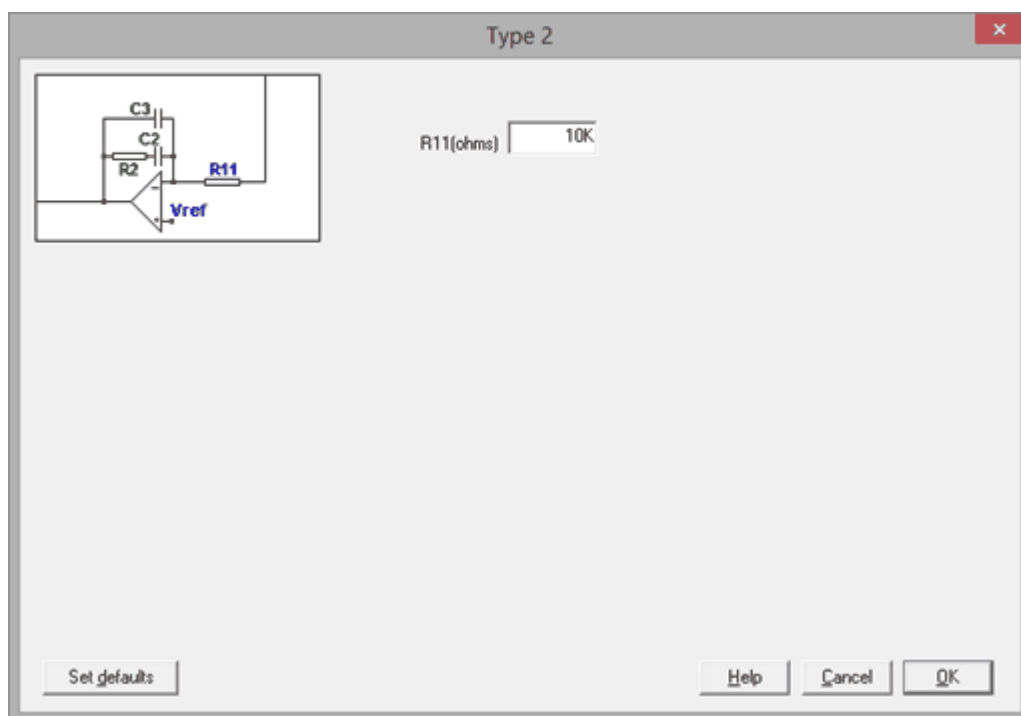 Type 2
C3
C2
R2
R11
Vref
R11(ohms) 10K
Set defaults
Help
Cancel
OK